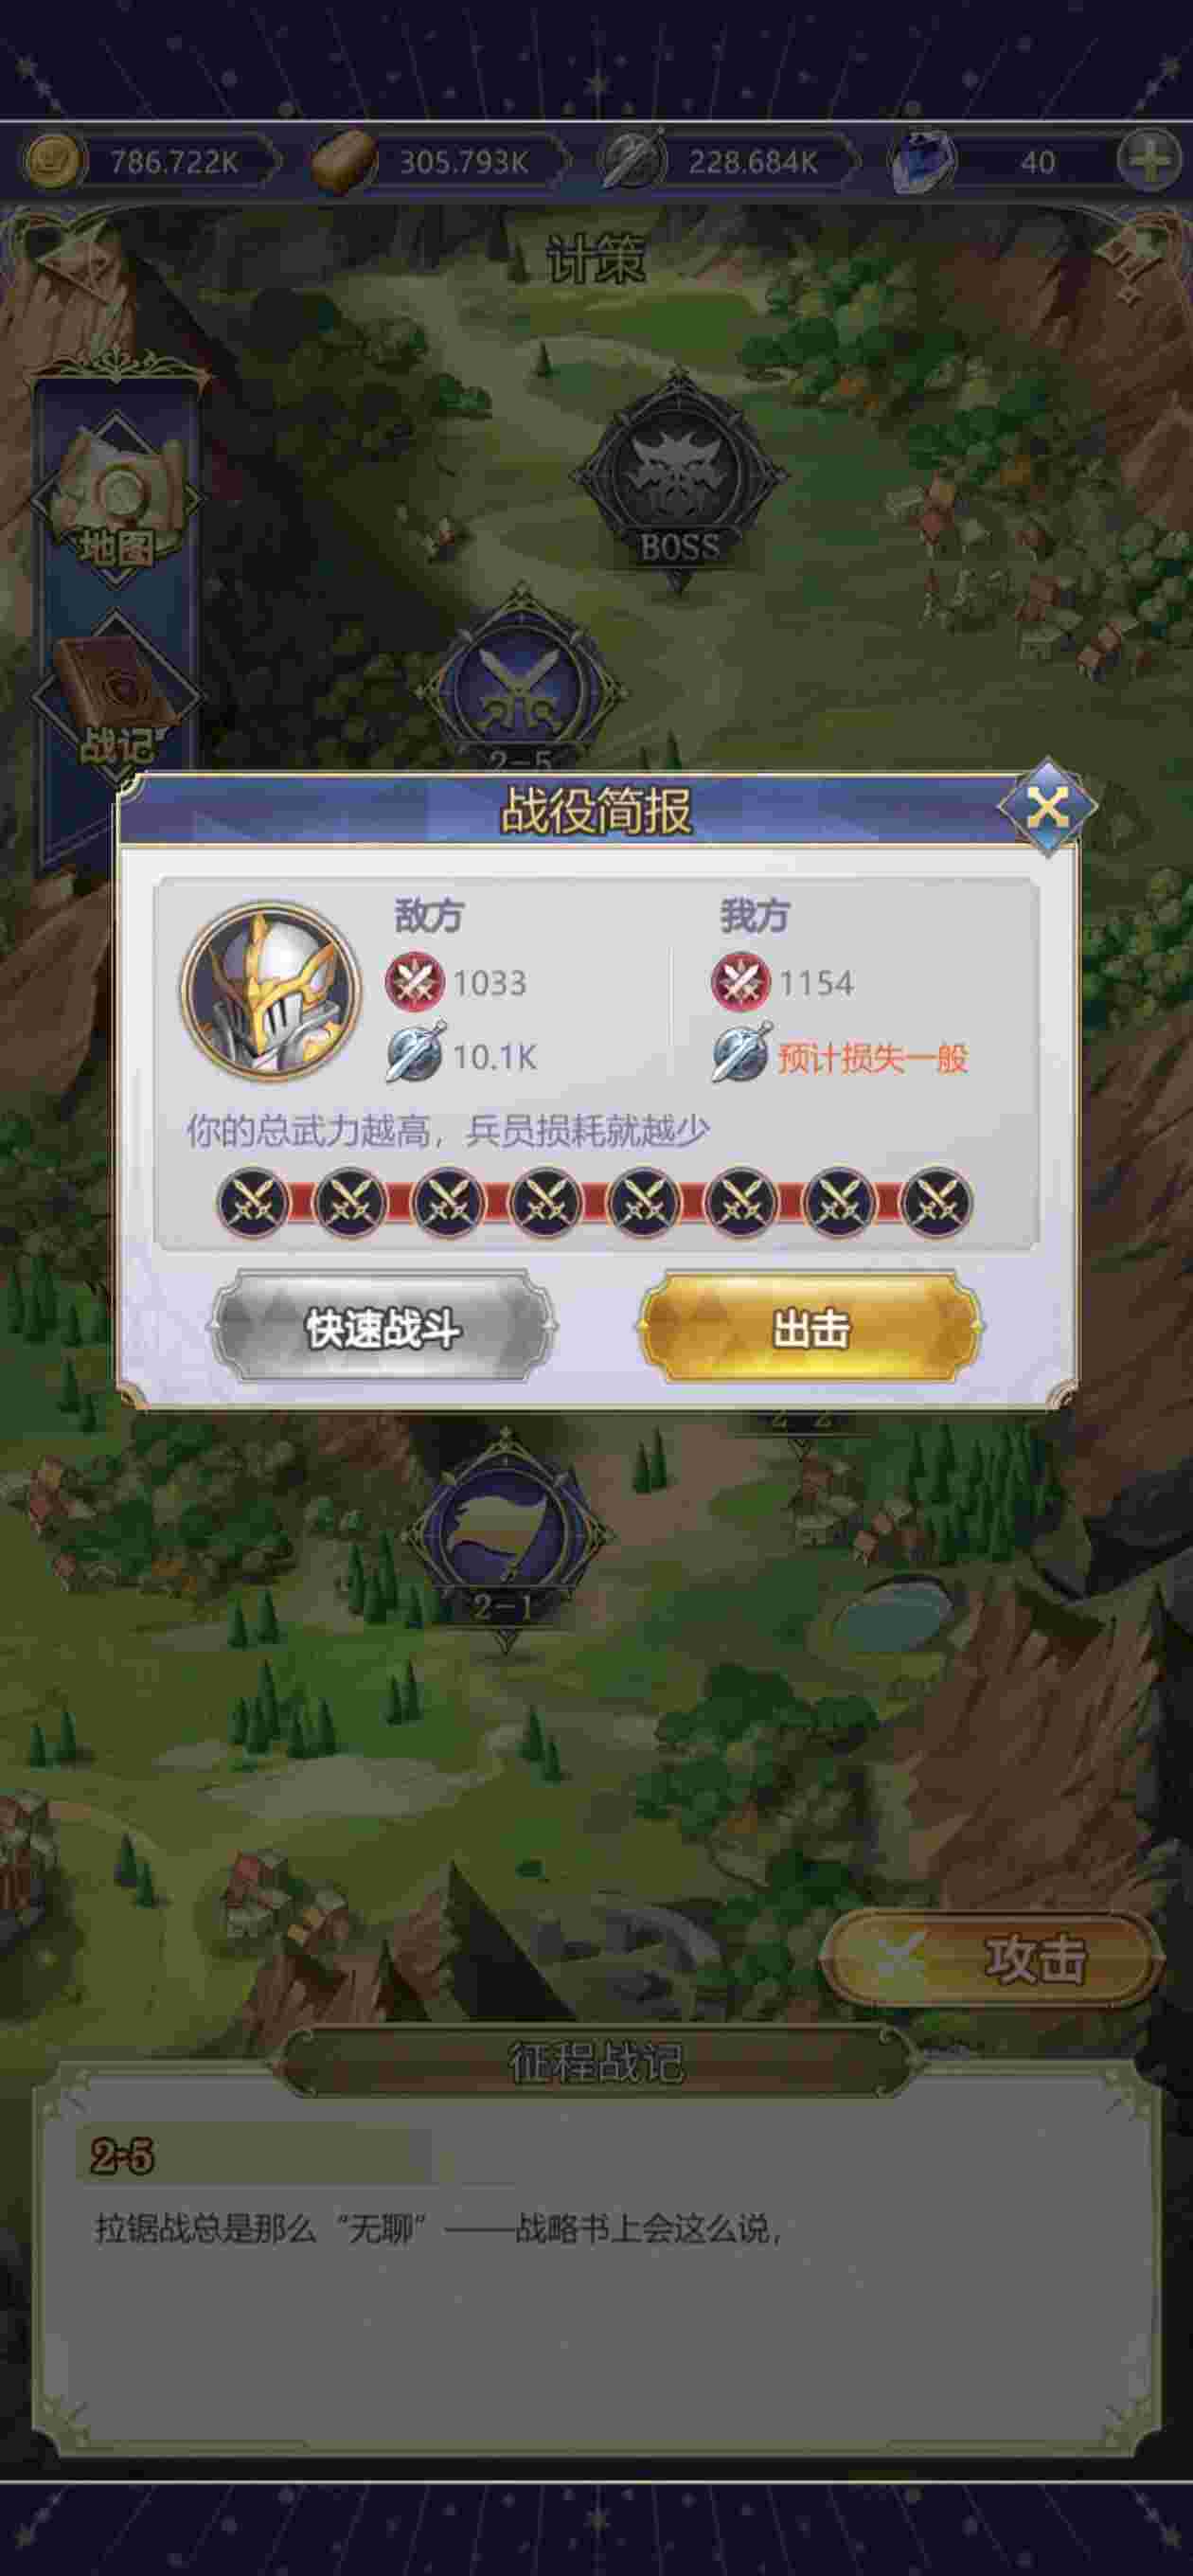 786.722K 305.793K 228.684K 40
计策
地图
BOSS
战记
2-5
战役简报
敌方 我方
1033 1154
10.1K 预计损失一般
你的总武力越高，兵员损耗就越少
快速战斗 出击
2-2
2-1
攻击
征程战记
2-5
拉锯战总是那么“无聊”——战略书上会这么说，